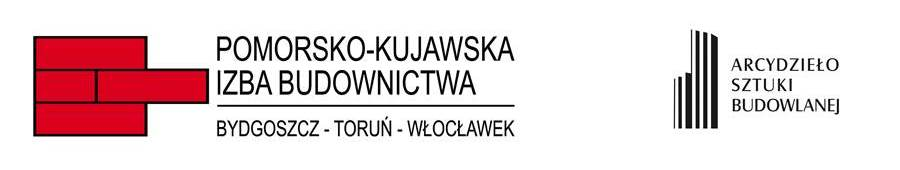 POMORSKO-KUJAWSKA
IZBA BUDOWNICTWA
BYDGOSZCZ - TORUŃ - WŁOCŁAWEK
ARCYDZIEŁO
SZTUKI
BUDOWLANEJ